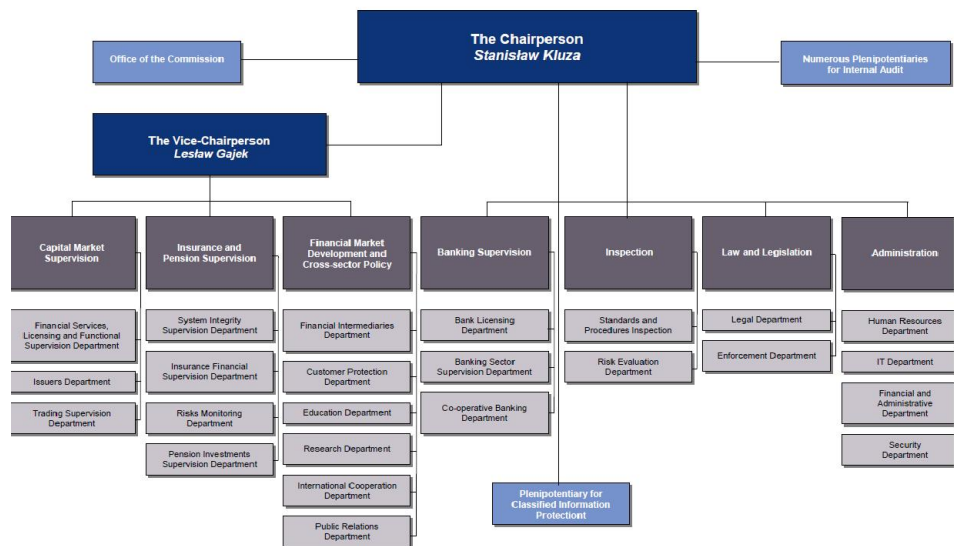 The Chairperson
Stanisław Kluza
Office of the Commission
Numerous Plenipotentiaries
for Internal Audit
The Vice-Chairperson
Lesław Gajek
Capital Market
Supervision
Insurance and
Pension Supervision
Financial Market
Development and
Cross-sector Policy
Banking Supervision
Inspection
Law and Legislation
Administration
Financial Services,
Licensing and Functional
Supervision Department
Issuers Department
Trading Supervision
Department
System Integrity
Supervision Department
Insurance Financial
Supervision Department
Risks Monitoring
Department
Pension Investments
Supervision Department
Financial Intermediaries
Department
Customer Protection
Department
Education Department
Research Department
International Cooperation
Department
Public Relations
Department
Bank Licensing
Department
Banking Sector
Supervision Department
Co-operative Banking
Department
Standards and
Procedures Inspection
Risk Evaluation
Department
Legal Department
Enforcement Department
Human Resources
Department
IT Department
Financial and
Administrative
Department
Security
Department
Plenipotentiary for
Classified Information
Protectiont